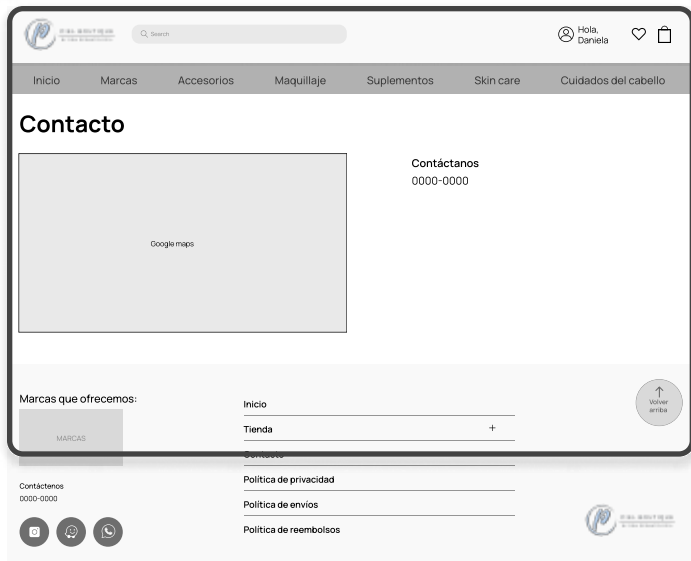 Search
Hola,
Daniela
Inicio
Marcas
Accesorios
Maquillaje
Suplementos
Skin care
Cuidados del cabello
Contacto
Google maps
Contáctanos
0000-0000
Marcas que ofrecemos:
MARCAS
Contáctenos
0000-0000
Inicio
Tienda
+
Contacto
Política de privacidad
Política de envíos
Política de reembolsos
Volver
arriba